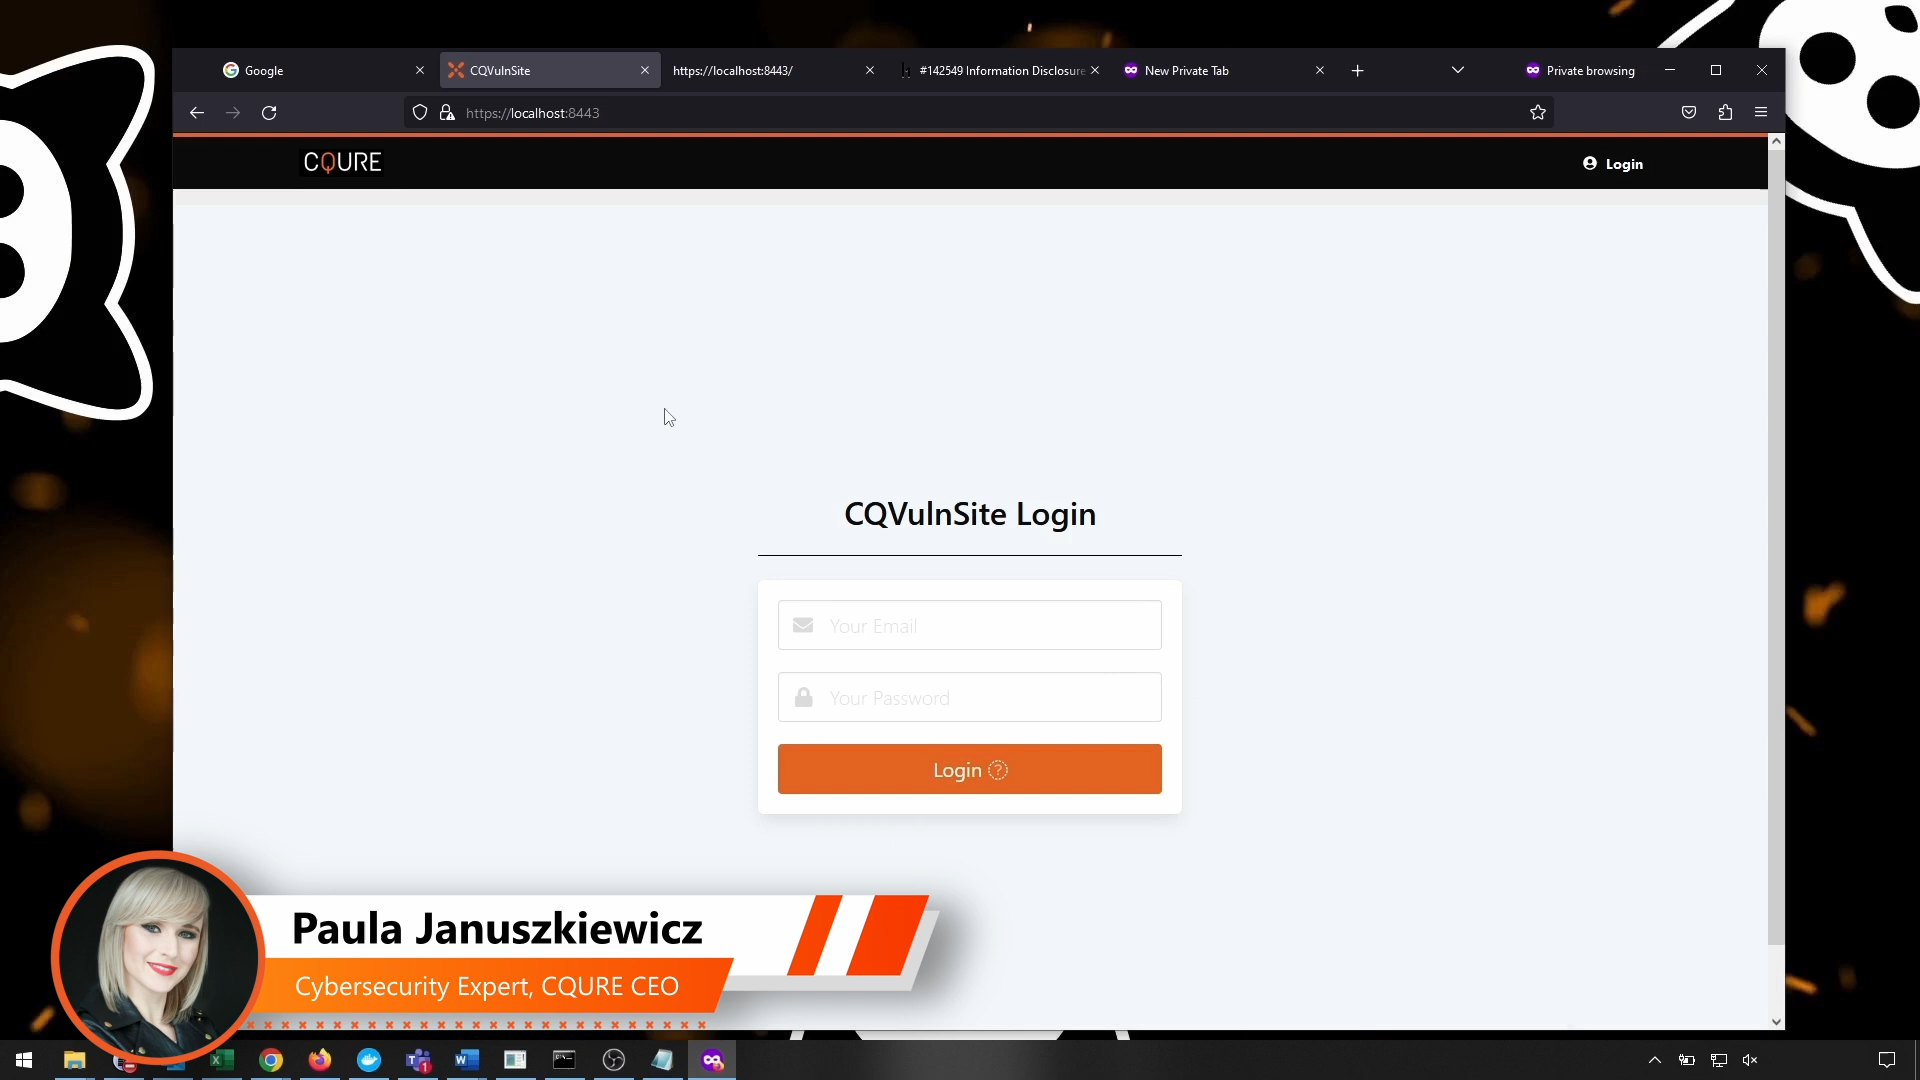 Google
CQVulnSite
https://localhost:8443/
#142549 Information Disclosure
New Private Tab
Private browsing
https://localhost:8443
CQURE
Login
CQVulnSite Login
Your Email
Your Password
Login
Paula Januszkiewicz
Cybersecurity Expert, CQURE CEO